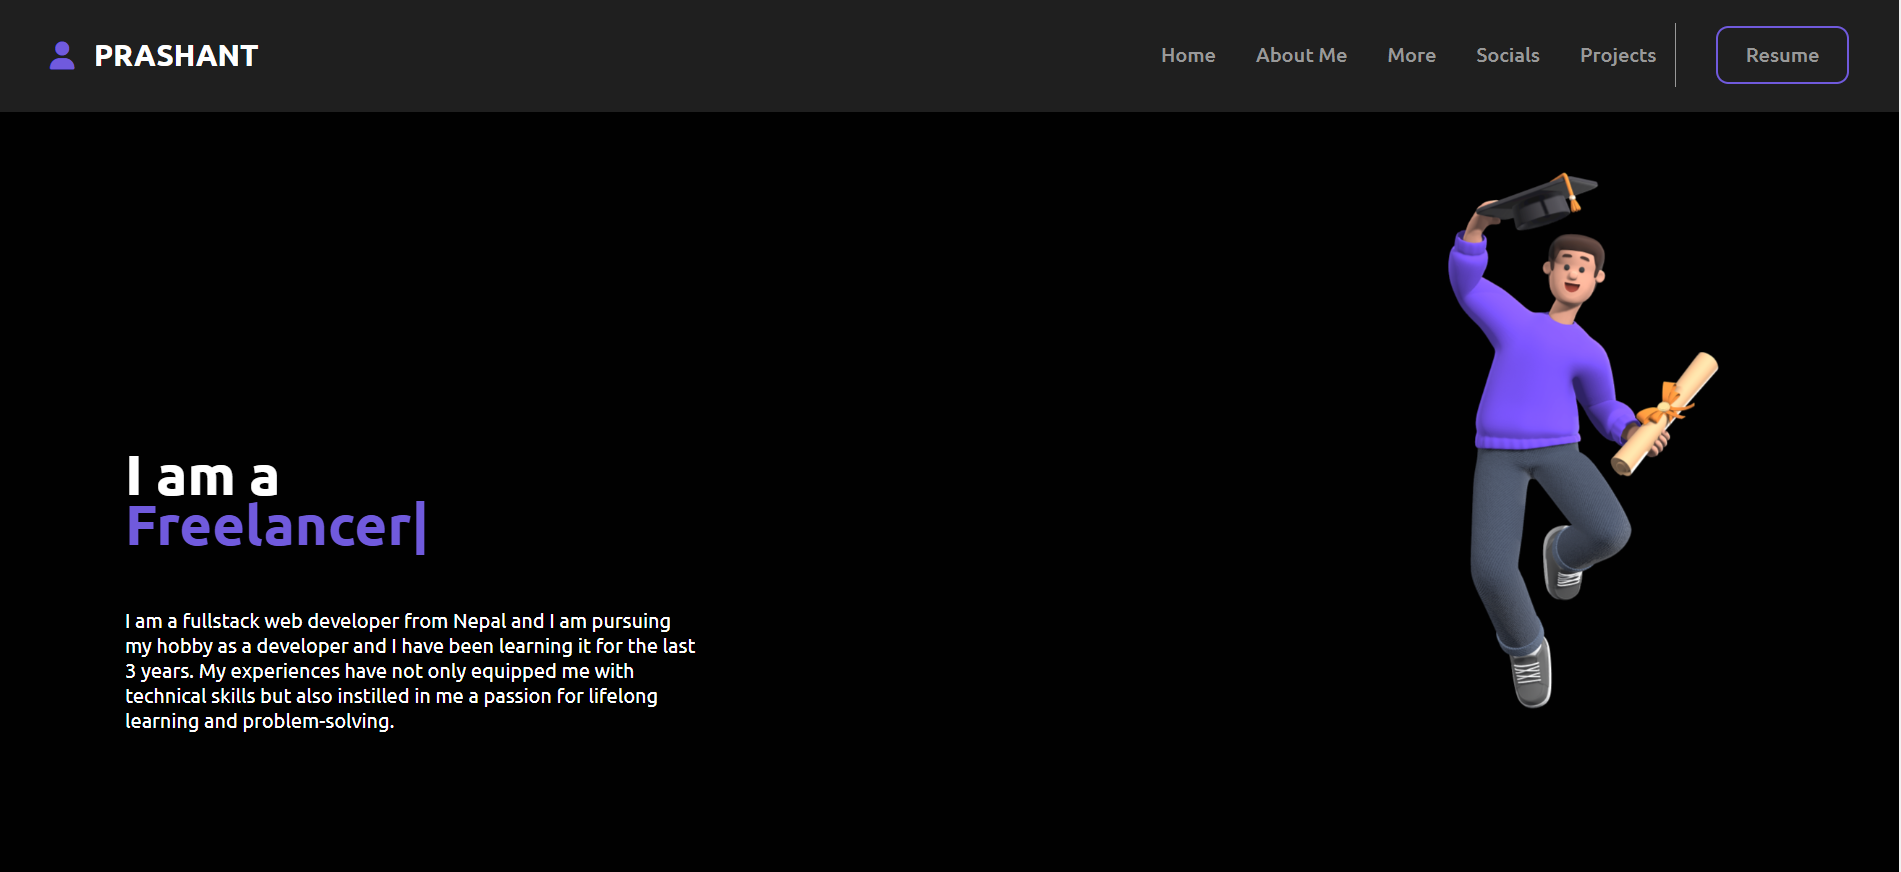 PRASHANT
Home
About Me
More
Socials
Projects
Resume
I am a
Freelancer|
I am a fullstack web developer from Nepal and I am pursuing
my hobby as a developer and I have been learning it for the last
3 years. My experiences have not only equipped me with
technical skills but also instilled in me a passion for lifelong
learning and problem-solving.